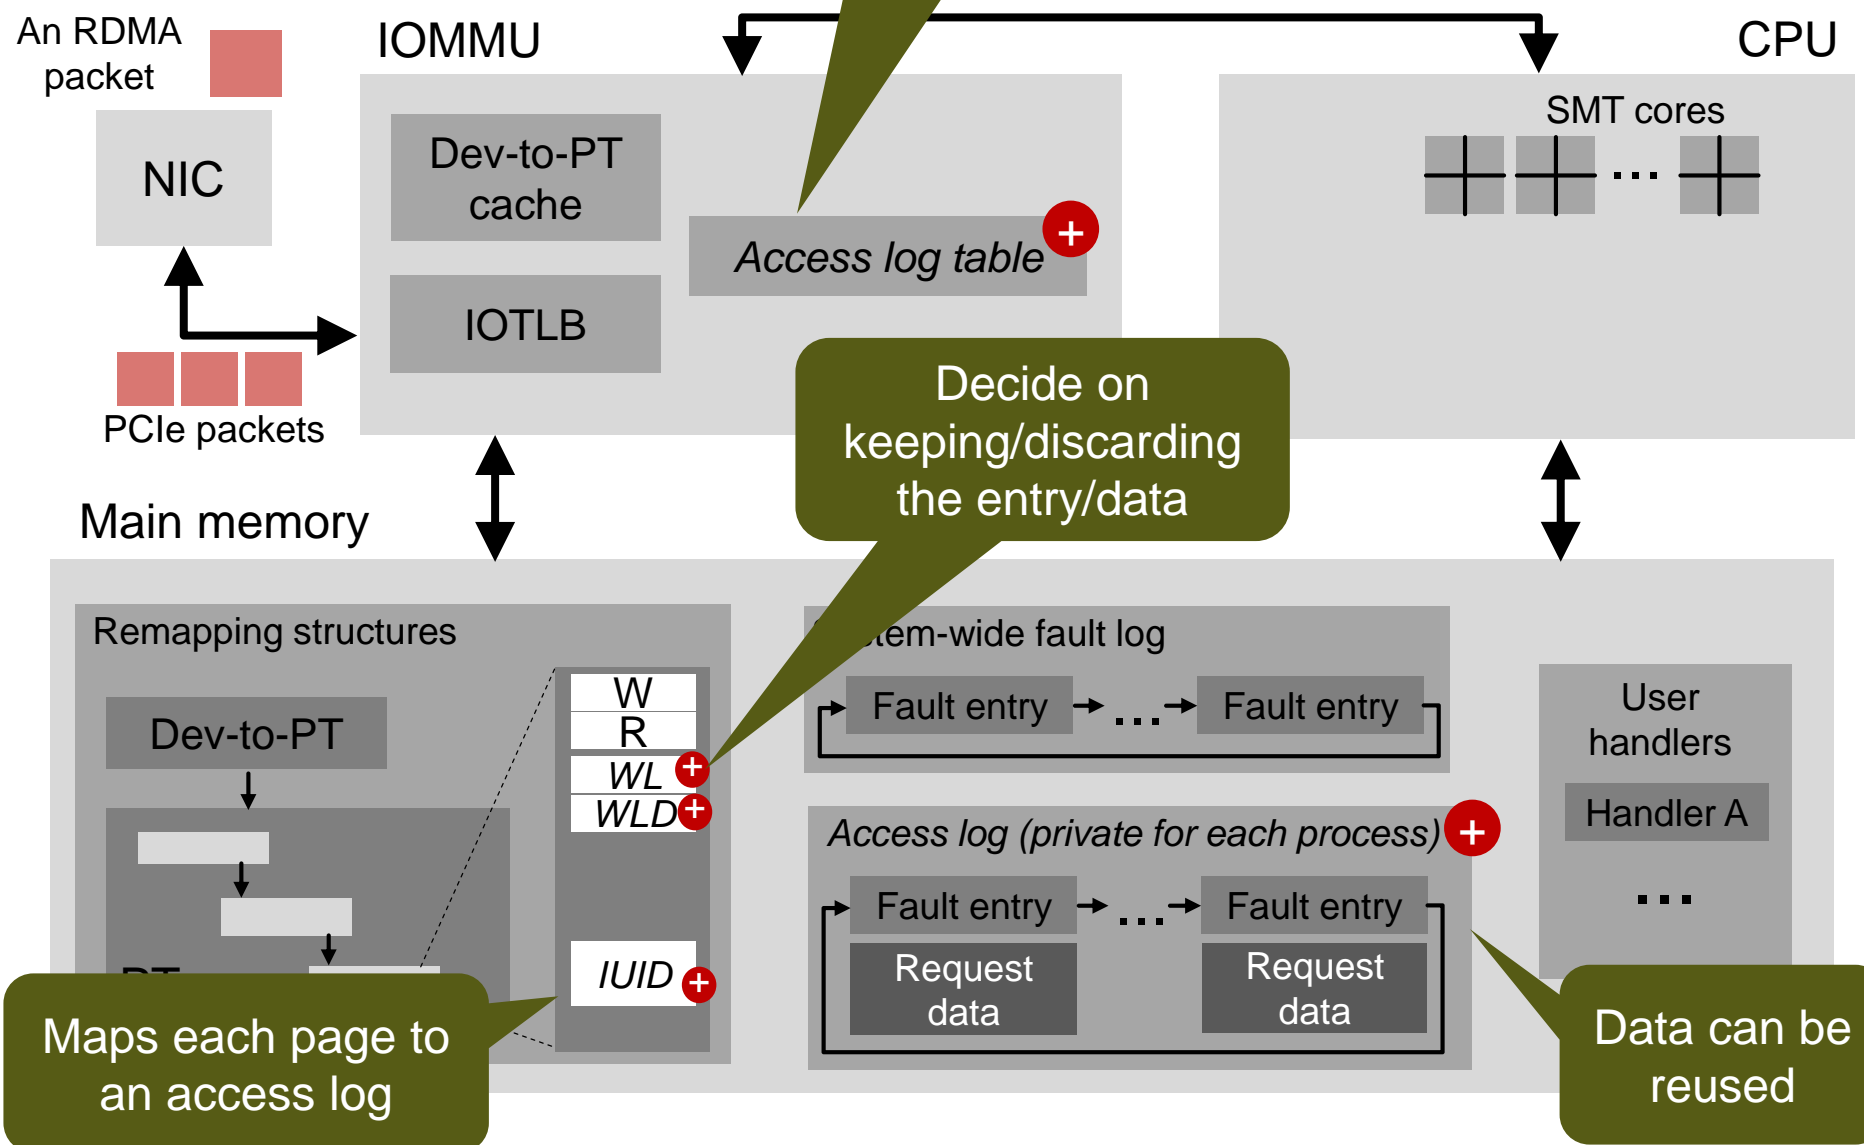 An RDMA
packet
IOMMU
CPU
NIC
Dev-to-PT
cache
Access log table
+
IOTLB
SMT cores
...
PCIe packets
Decide on
keeping/discarding
the entry/data
Main memory
Remapping structures
Dev-to-PT
W
R
WL +
WLD +
IUID +
Maps each page to
an access log
tem-wide fault log
Fault entry ... Fault entry
Access log (private for each process) +
Fault entry ... Fault entry
Request
data
Request
data
User
handlers
Handler A
...
Data can be
reused